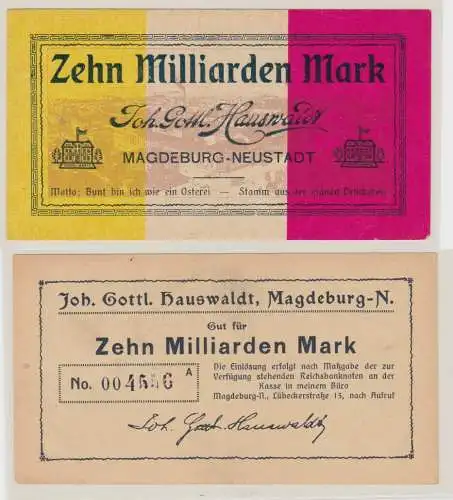 Zehn Milliarden Mark
Joh. Gottl. Hauswaldt
MAGDEBURG-NEUSTADT
Motto: Bunt bin ich wie ein Osterei — Stamm aus der eignen Druckerei
Joh. Gottl. Hauswaldt, Magdeburg-N.
Gut für
Zehn Milliarden Mark
No. 004656 A
Die Einlösung erfolgt nach Maßgabe der zur
Verfügung stehenden Reichsbanknoten an der
Kasse in meinem Büro
Magdeburg-N., Lübeckerstraße 13, nach Aufruf
Joh. Gottl. Hauswaldt